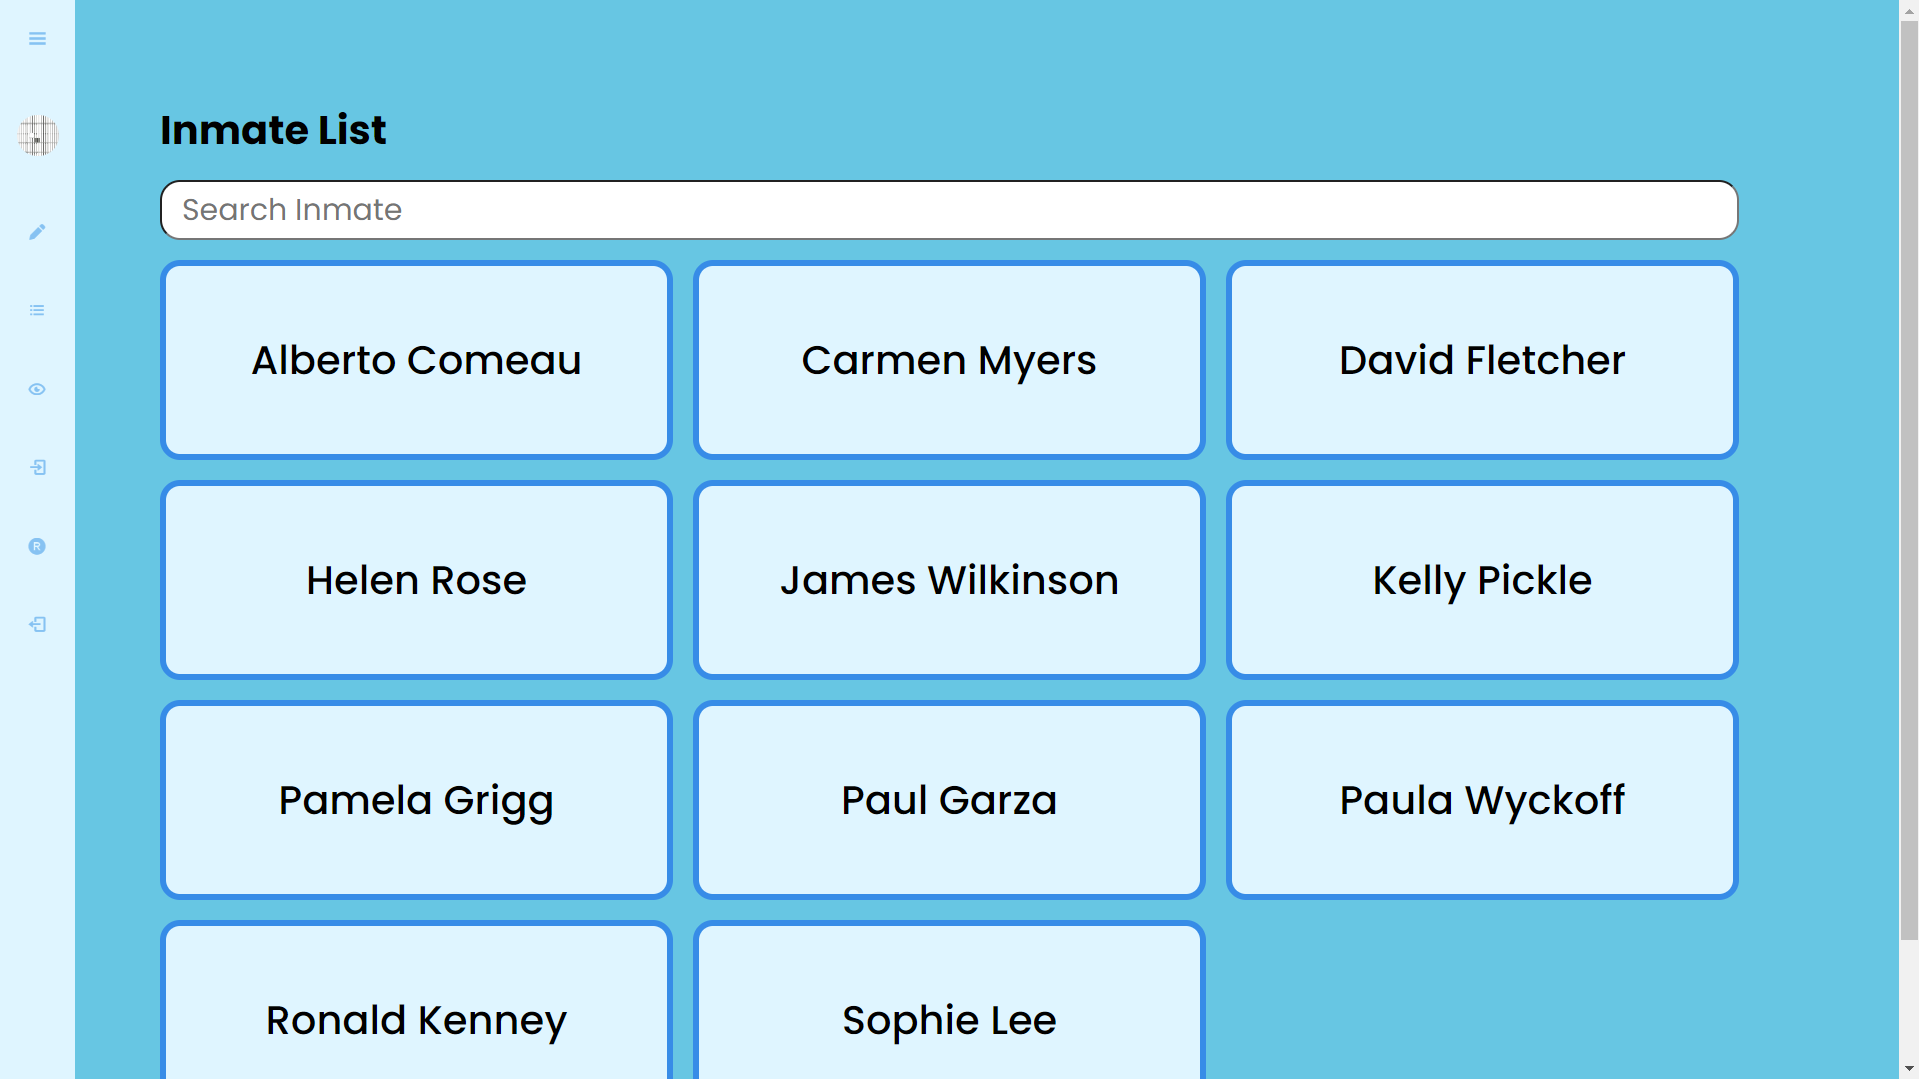 Inmate List
Search Inmate
Alberto Comeau
Carmen Myers
David Fletcher
Helen Rose
James Wilkinson
Kelly Pickle
Pamela Grigg
Paul Garza
Paula Wyckoff
Ronald Kenney
Sophie Lee
R